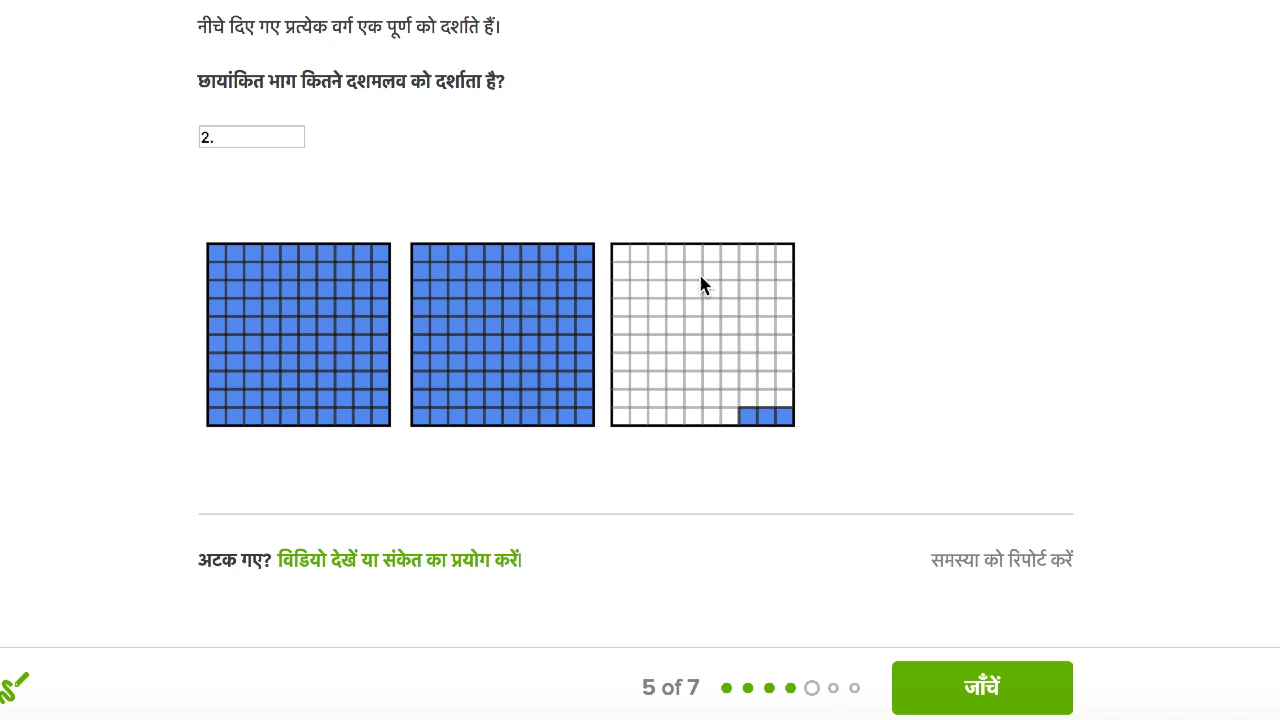 नीचे दिए गए प्रत्येक वर्ग एक पूर्ण को दर्शाते हैं।
छायांकित भाग कितने दशमलव को दर्शाता है?
2.
अटक गए? विडियो देखें या संकेत का प्रयोग करें।
समस्या को रिपोर्ट करें
5 of 7
जाँचें